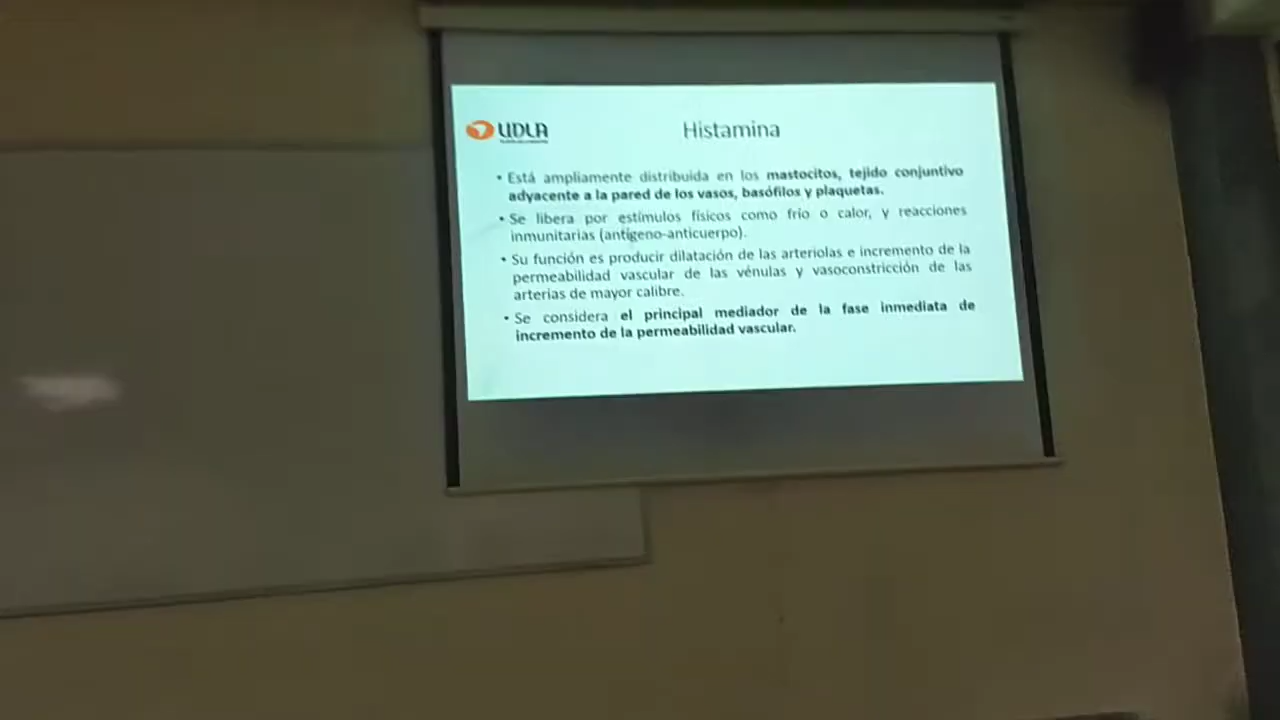 UDLA
Histamina
• Está ampliamente distribuida en los mastocitos, tejido conjuntivo
adyacente a la pared de los vasos, basófilos y plaquetas.
• Se libera por estímulos físicos como frío o calor, y reacciones
inmunitarias (antígeno-anticuerpo).
• Su función es producir dilatación de las arteriolas e incremento de la
permeabilidad vascular de las vénulas y vasoconstricción de las
arterias de mayor calibre.
• Se considera el principal mediador de la fase inmediata de
incremento de la permeabilidad vascular.